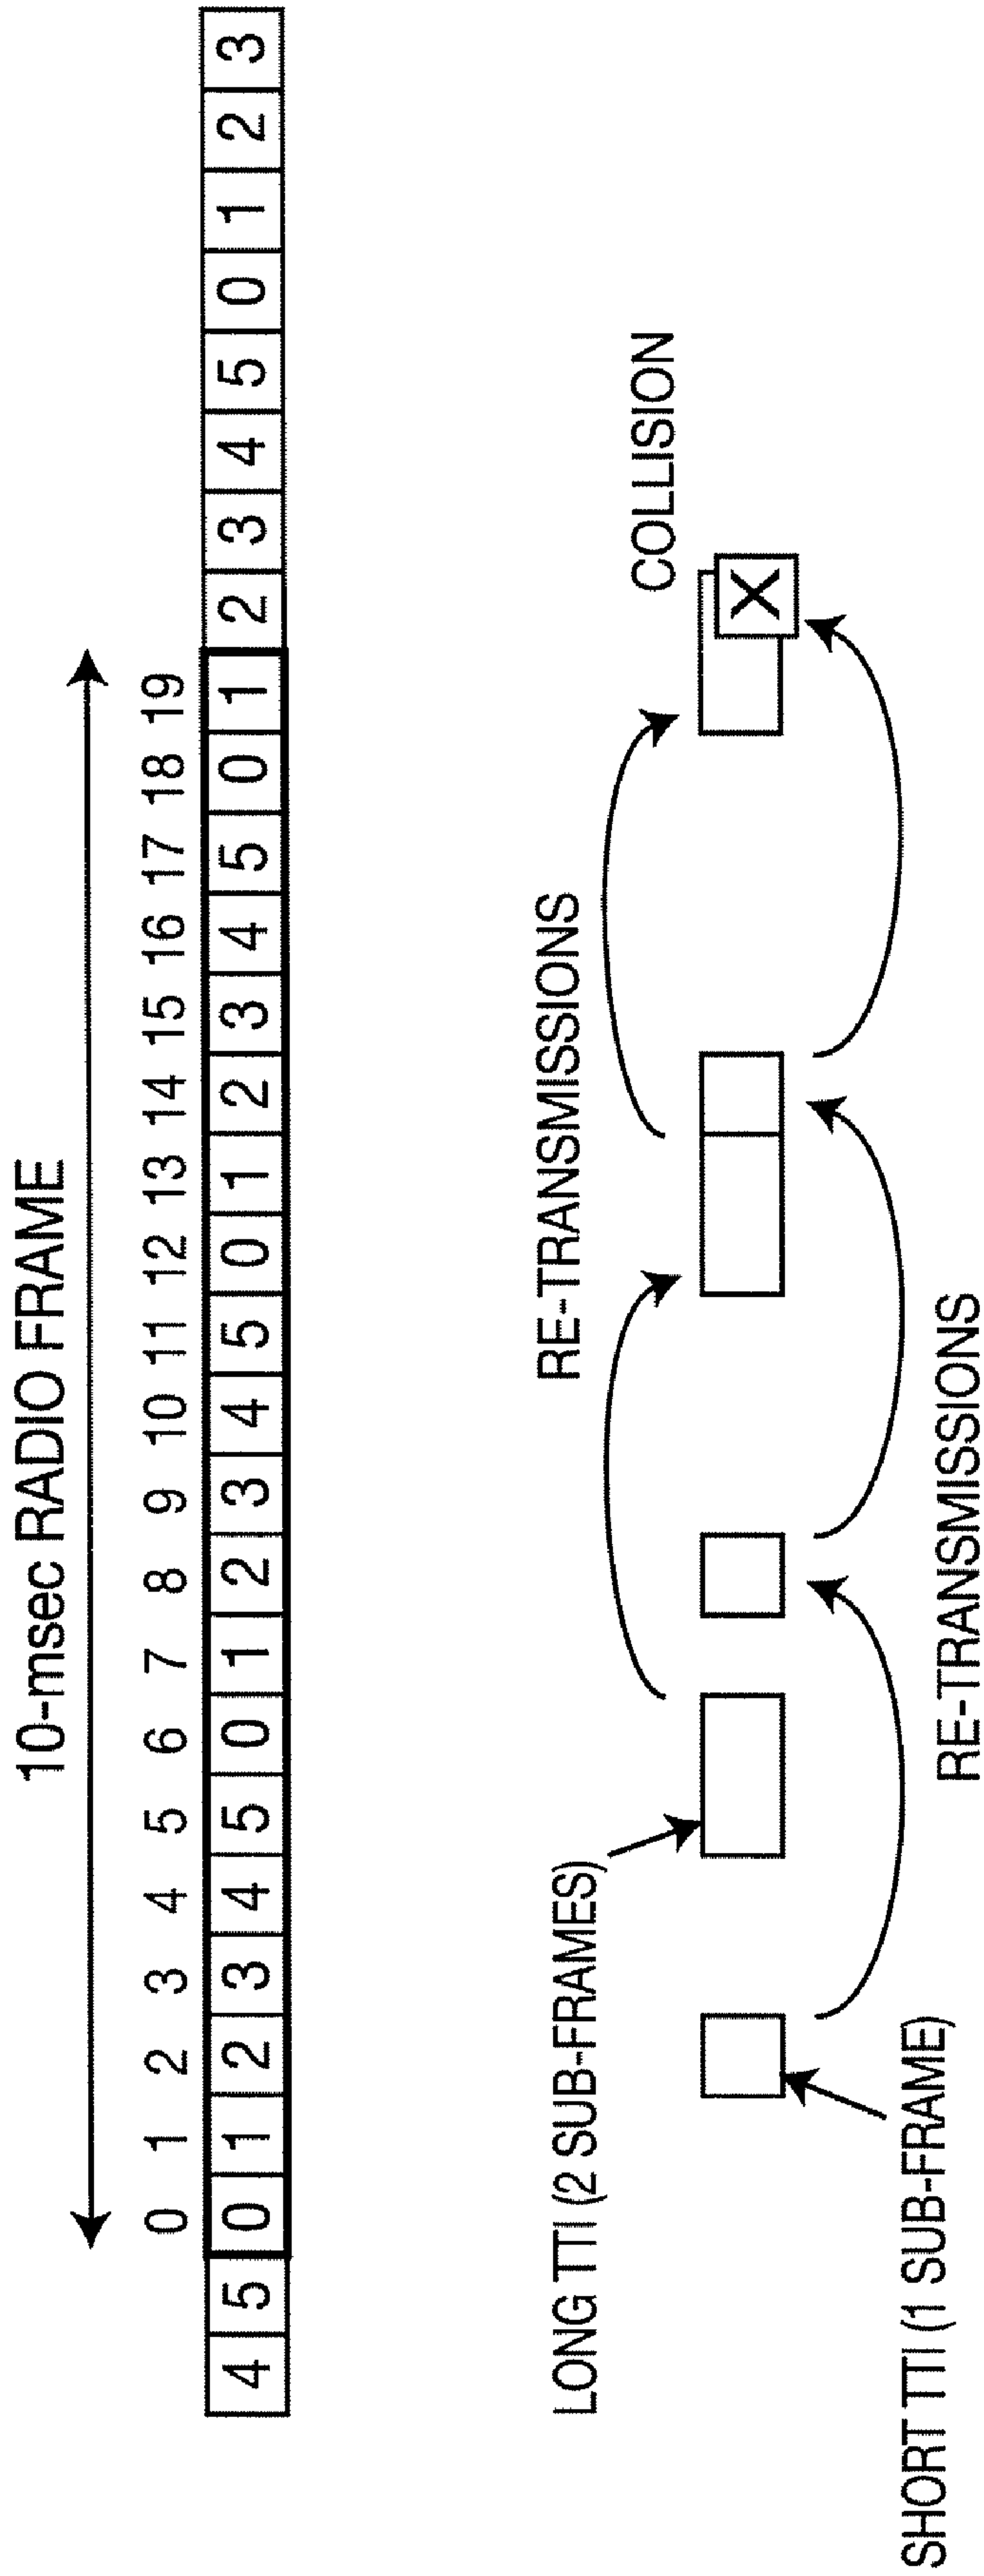 10-msec RADIO FRAME
0 1 2 3 4 5 6 7 8 9 10 11 12 13 14 15 16 17 18 19
4 5 0 1 2 3 4 5 0 1 2 3 4 5 0 1 2 3 4 5 0 1 2 3 4 5 0 1 2 3
LONG TTI (2 SUB-FRAMES)
RE-TRANSMISSIONS
COLLISION
X
SHORT TTI (1 SUB-FRAME)
RE-TRANSMISSIONS